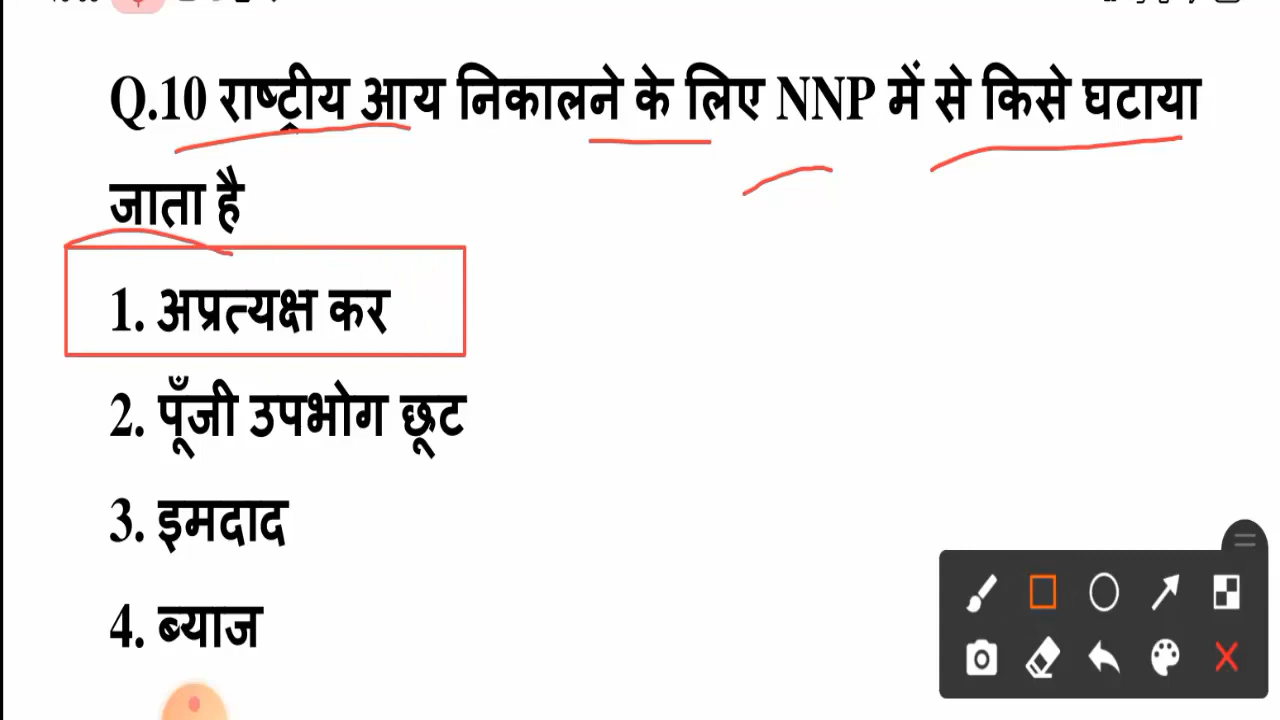 Q.10 राष्ट्रीय आय निकालने के लिए NNP में से किसे घटाया
जाता है
1. अप्रत्यक्ष कर
2. पूँजी उपभोग छूट
3. इमदाद
4. ब्याज